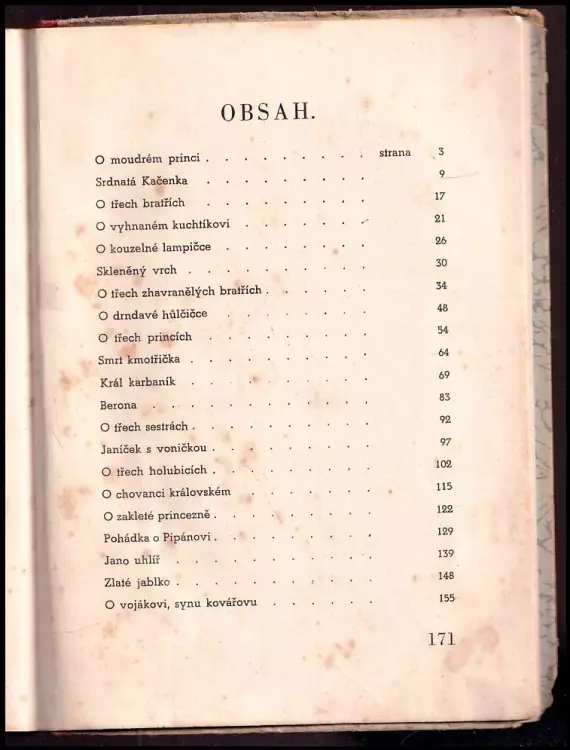 OBSAH.
O moudrém princi . . . . . . . . . strana 3
Srdnatá Kačenka . . . . . . . . . 9
O třech bratřích . . . . . . . . . 17
O vyhnaném kuchtíkovi . . . . . . . 21
O kouzelné lampičce . . . . . . . . 26
Skleněný vrch . . . . . . . . . . 30
O třech zhavranělých bratřích . . . . . . 34
O drndavé hůlčičce . . . . . . . . 48
O třech princích . . . . . . . . . 54
Smrt kmotřička . . . . . . . . . . 64
Král karbaník . . . . . . . . . . 69
Berona . . . . . . . . . . . . 83
O třech sestrách . . . . . . . . . . 92
Janíček s voničkou . . . . . . . . . 97
O třech holubicích . . . . . . . . . 102
O chovanci královském . . . . . . . 115
O zakleté princezně . . . . . . . . . 122
Pohádka o Pipánovi . . . . . . . . . 129
Jano uhlíř . . . . . . . . . . 139
Zlaté jablko . . . . . . . . . . . 148
O vojákovi, synu kovářovu . . . . . . 155
171